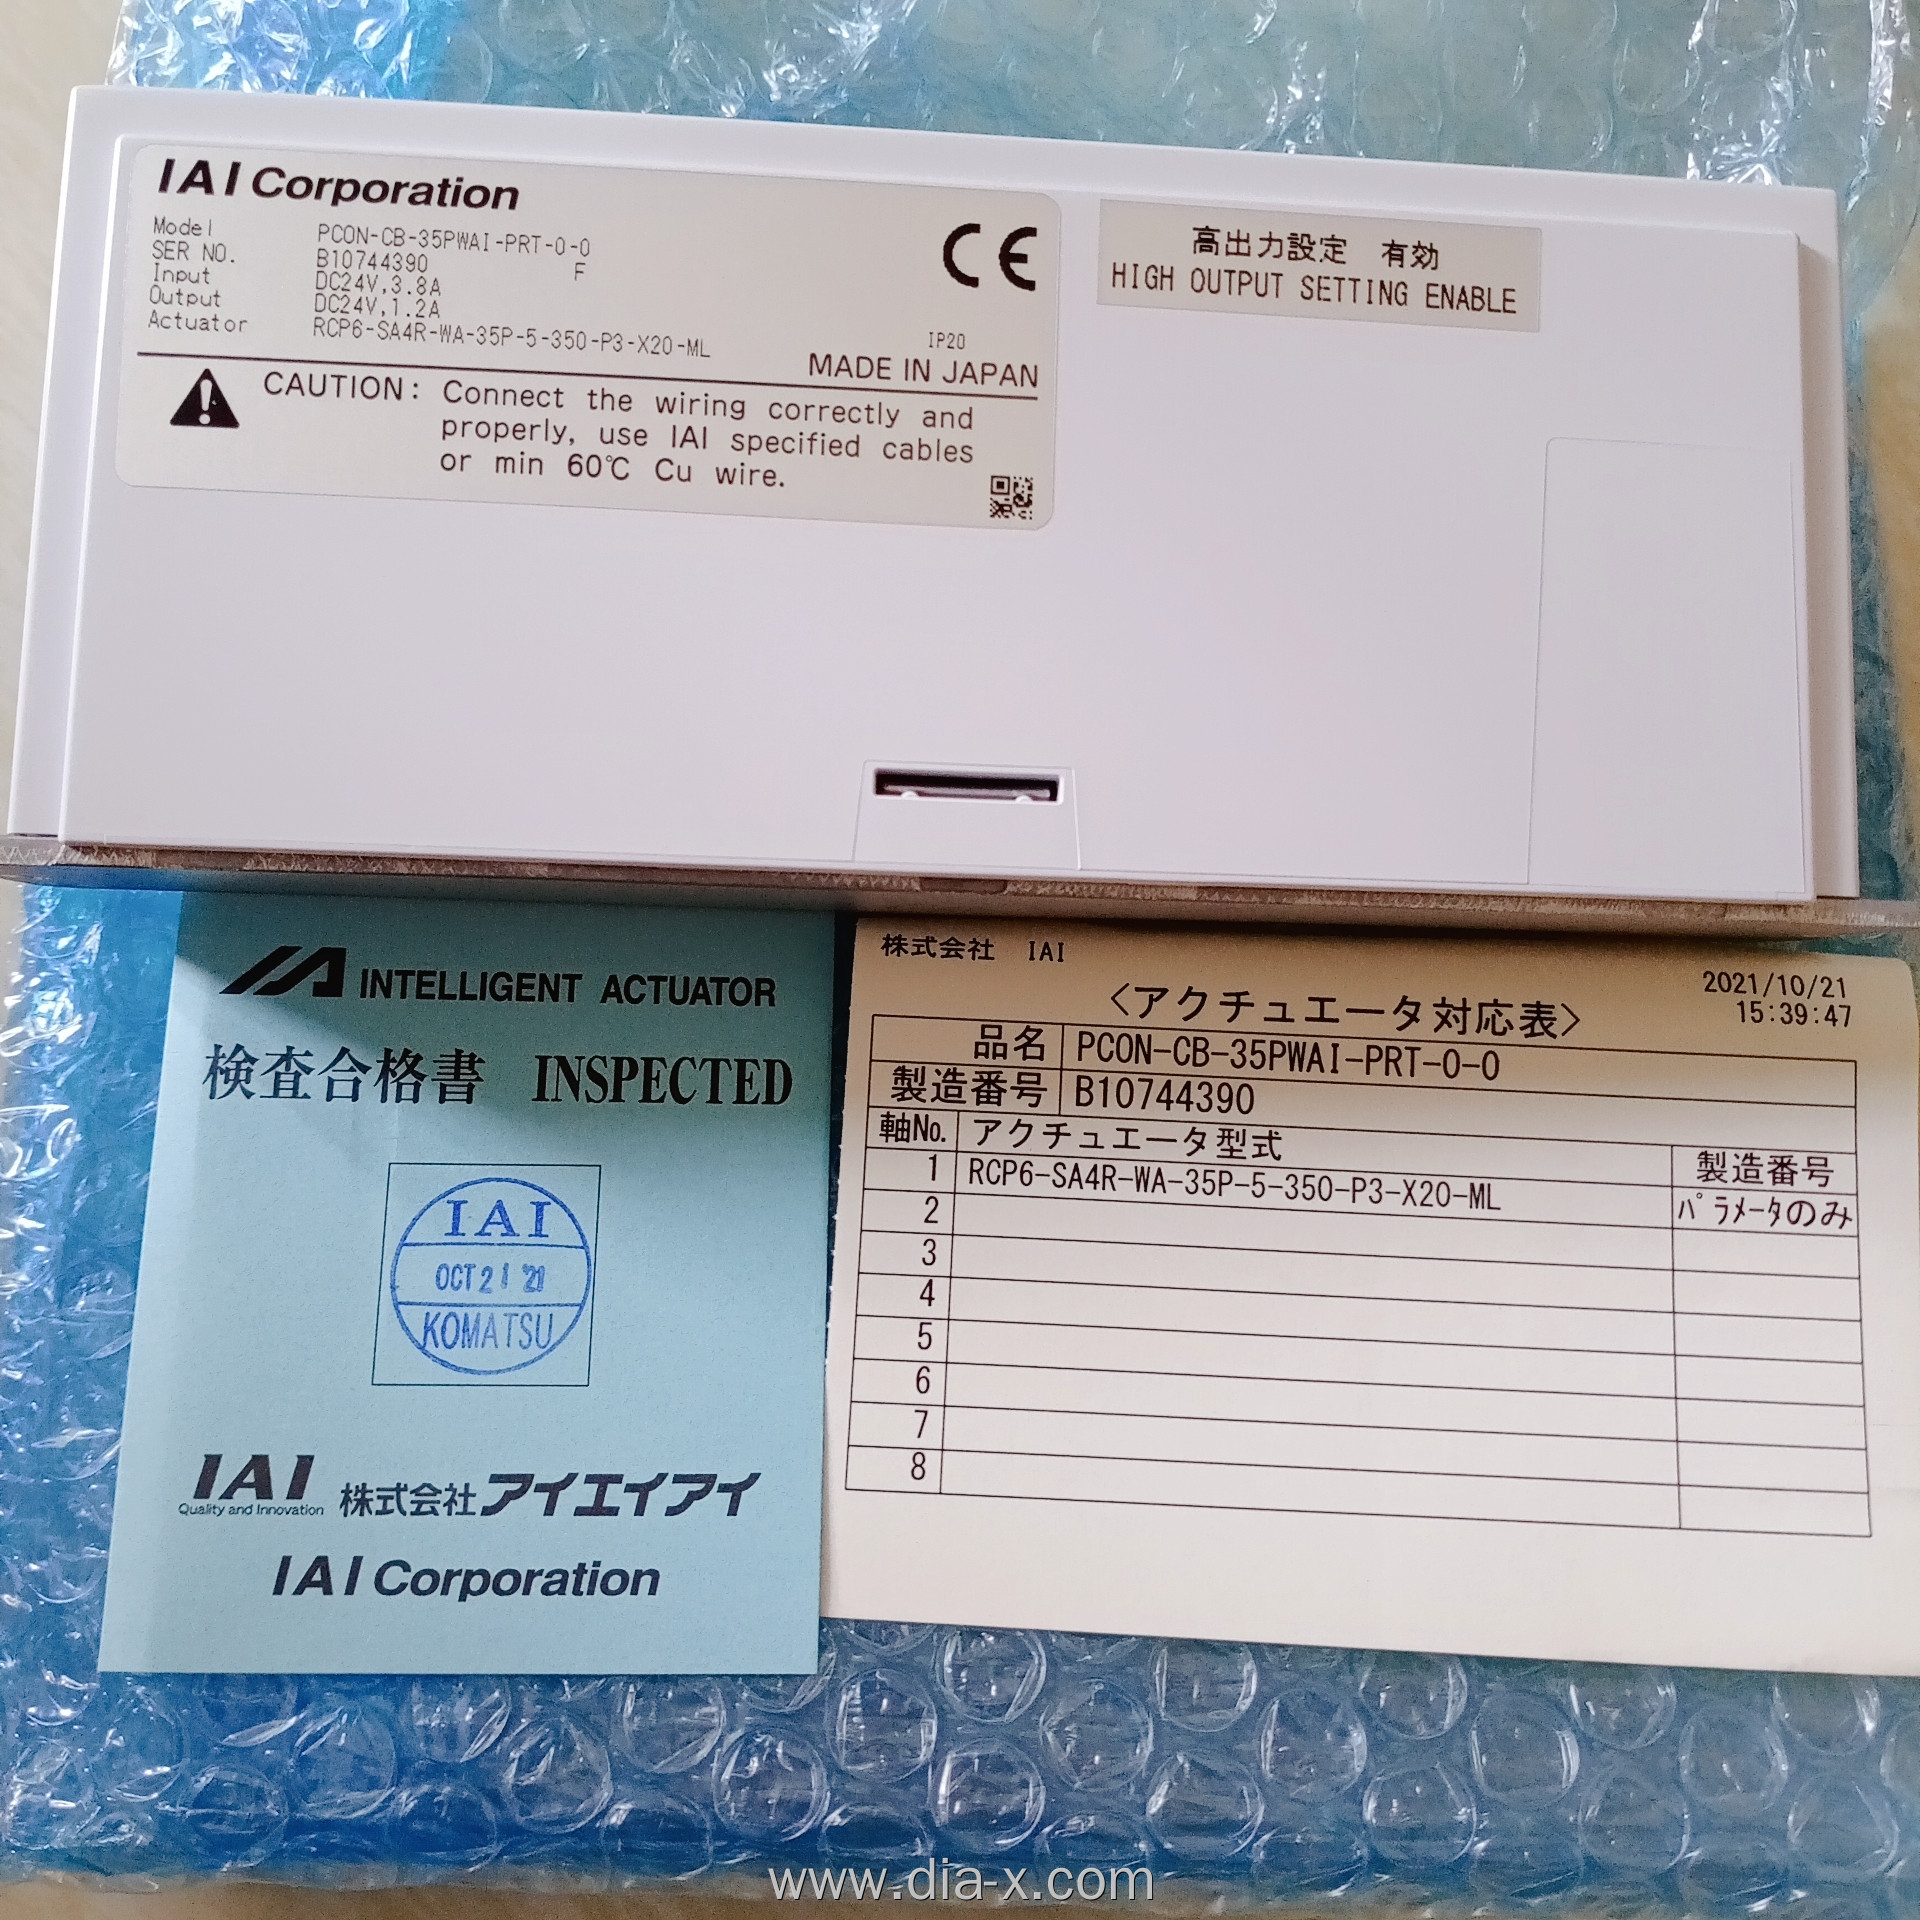 IAI Corporation
Model PCON-CB-35PWAI-PRT-0-0
SER NO. B10744390 F
Input DC24V,3.8A
Output DC24V,1.2A
Actuator RCP6-SA4R-WA-35P-5-350-P3-X20-ML
IP20
MADE IN JAPAN
CAUTION: Connect the wiring correctly and
properly, use IAI specified cables
or min 60℃ Cu wire.
CE
高出力設定 有効
HIGH OUTPUT SETTING ENABLE
IA INTELLIGENT ACTUATOR
検査合格書 INSPECTED
IAI
OCT 21 '21
KOMATSU
IAI 株式会社アイエイアイ
Quality and Innovation
IAI Corporation
株式会社 IAI
2021/10/21
15:39:47
<アクチュエータ対応表>
品名 PCON-CB-35PWAI-PRT-0-0
製造番号 B10744390
軸No. アクチュエータ型式 製造番号
1 RCP6-SA4R-WA-35P-5-350-P3-X20-ML ﾊﾟﾗﾒｰﾀのみ
2
3
4
5
6
7
8
www.dia-x.com